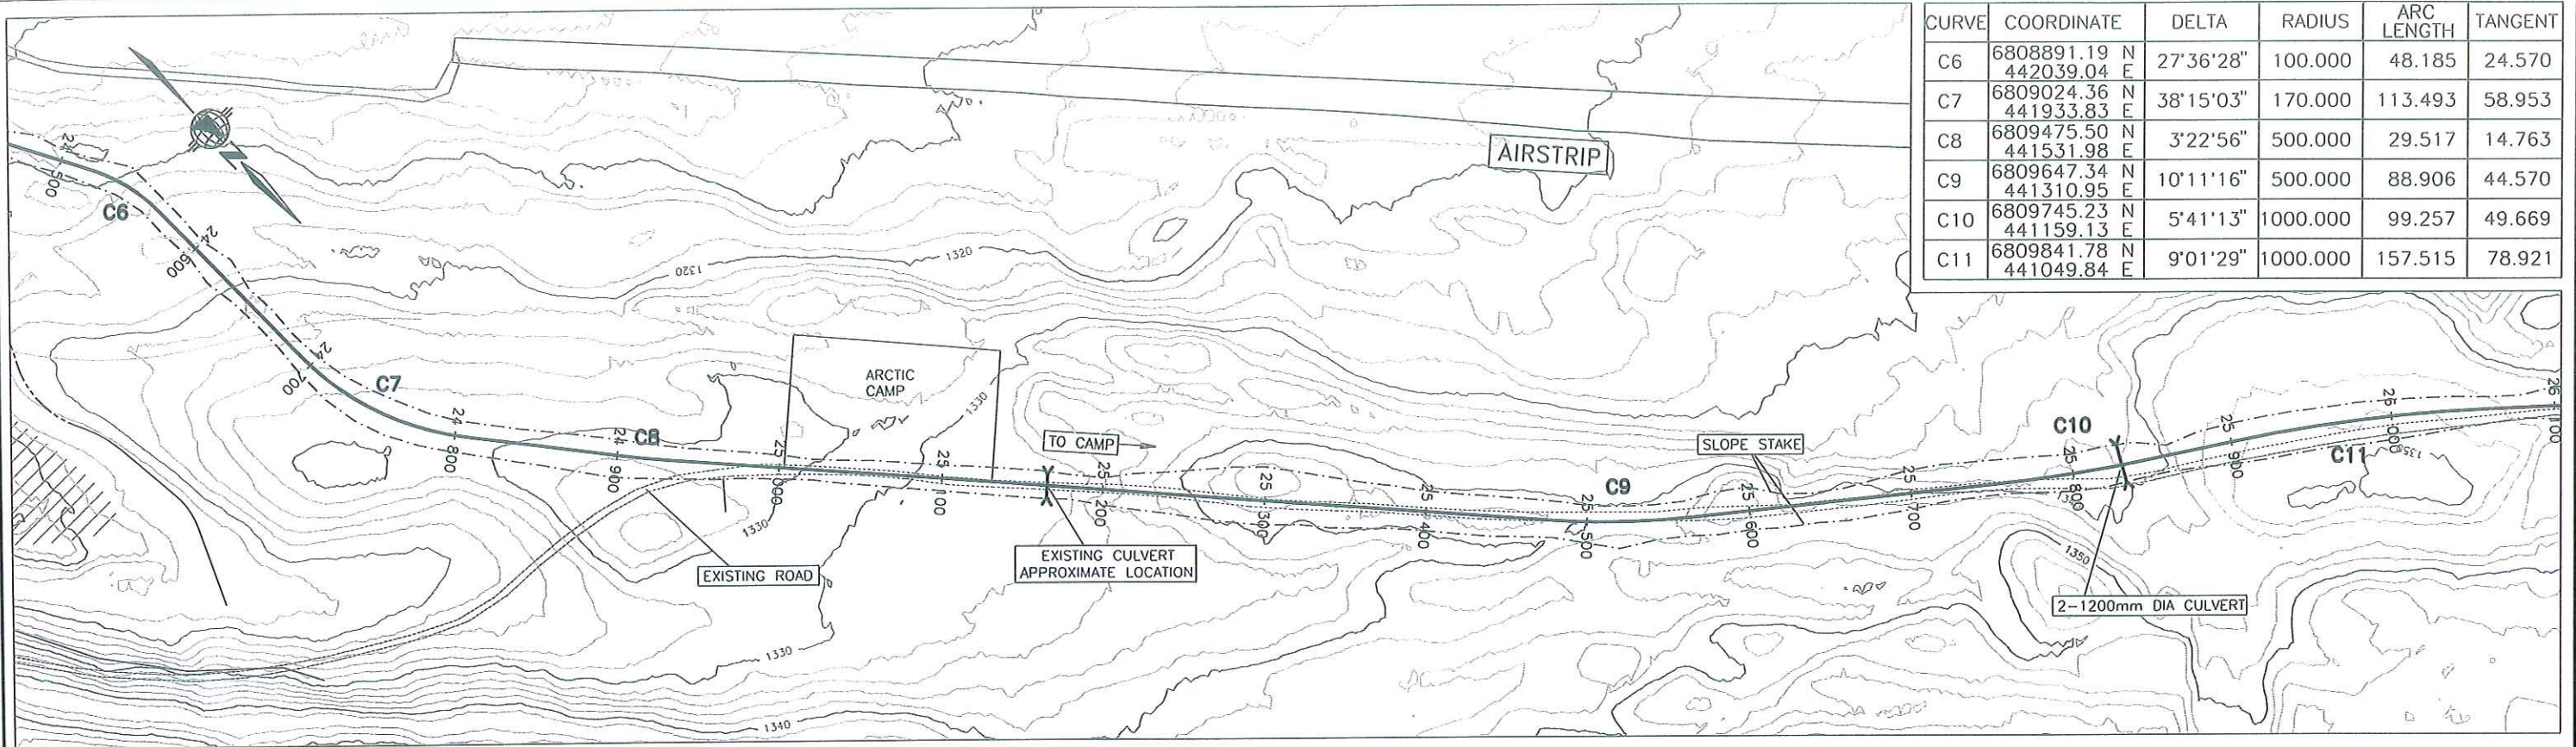 CURVE COORDINATE DELTA RADIUS ARC LENGTH TANGENT
C6 6808891.19 N 442039.04 E 27°36'28" 100.000 48.185 24.570
C7 6809024.36 N 441933.83 E 38°15'03" 170.000 113.493 58.953
C8 6809475.50 N 441531.98 E 3°22'56" 500.000 29.517 14.763
C9 6809647.34 N 441310.95 E 10°11'16" 500.000 88.906 44.570
C10 6809745.23 N 441159.13 E 5°41'13" 1000.000 99.257 49.669
C11 6809841.78 N 441049.84 E 9°01'29" 1000.000 157.515 78.921
AIRSTRIP
N
24 500
C6
24 600
1320
1320
24 700
C7
ARCTIC
CAMP
1330
24 800
24 900
C8
25 000
25 100
TO CAMP
25 200
25 300
25 400
25 500
C9
SLOPE STAKE
25 600
25 700
C10
25 800
25 900
C11
26 000
26 100
1350
1330
EXISTING ROAD
EXISTING CULVERT
APPROXIMATE LOCATION
1350
2-1200mm DIA CULVERT
1330
1340